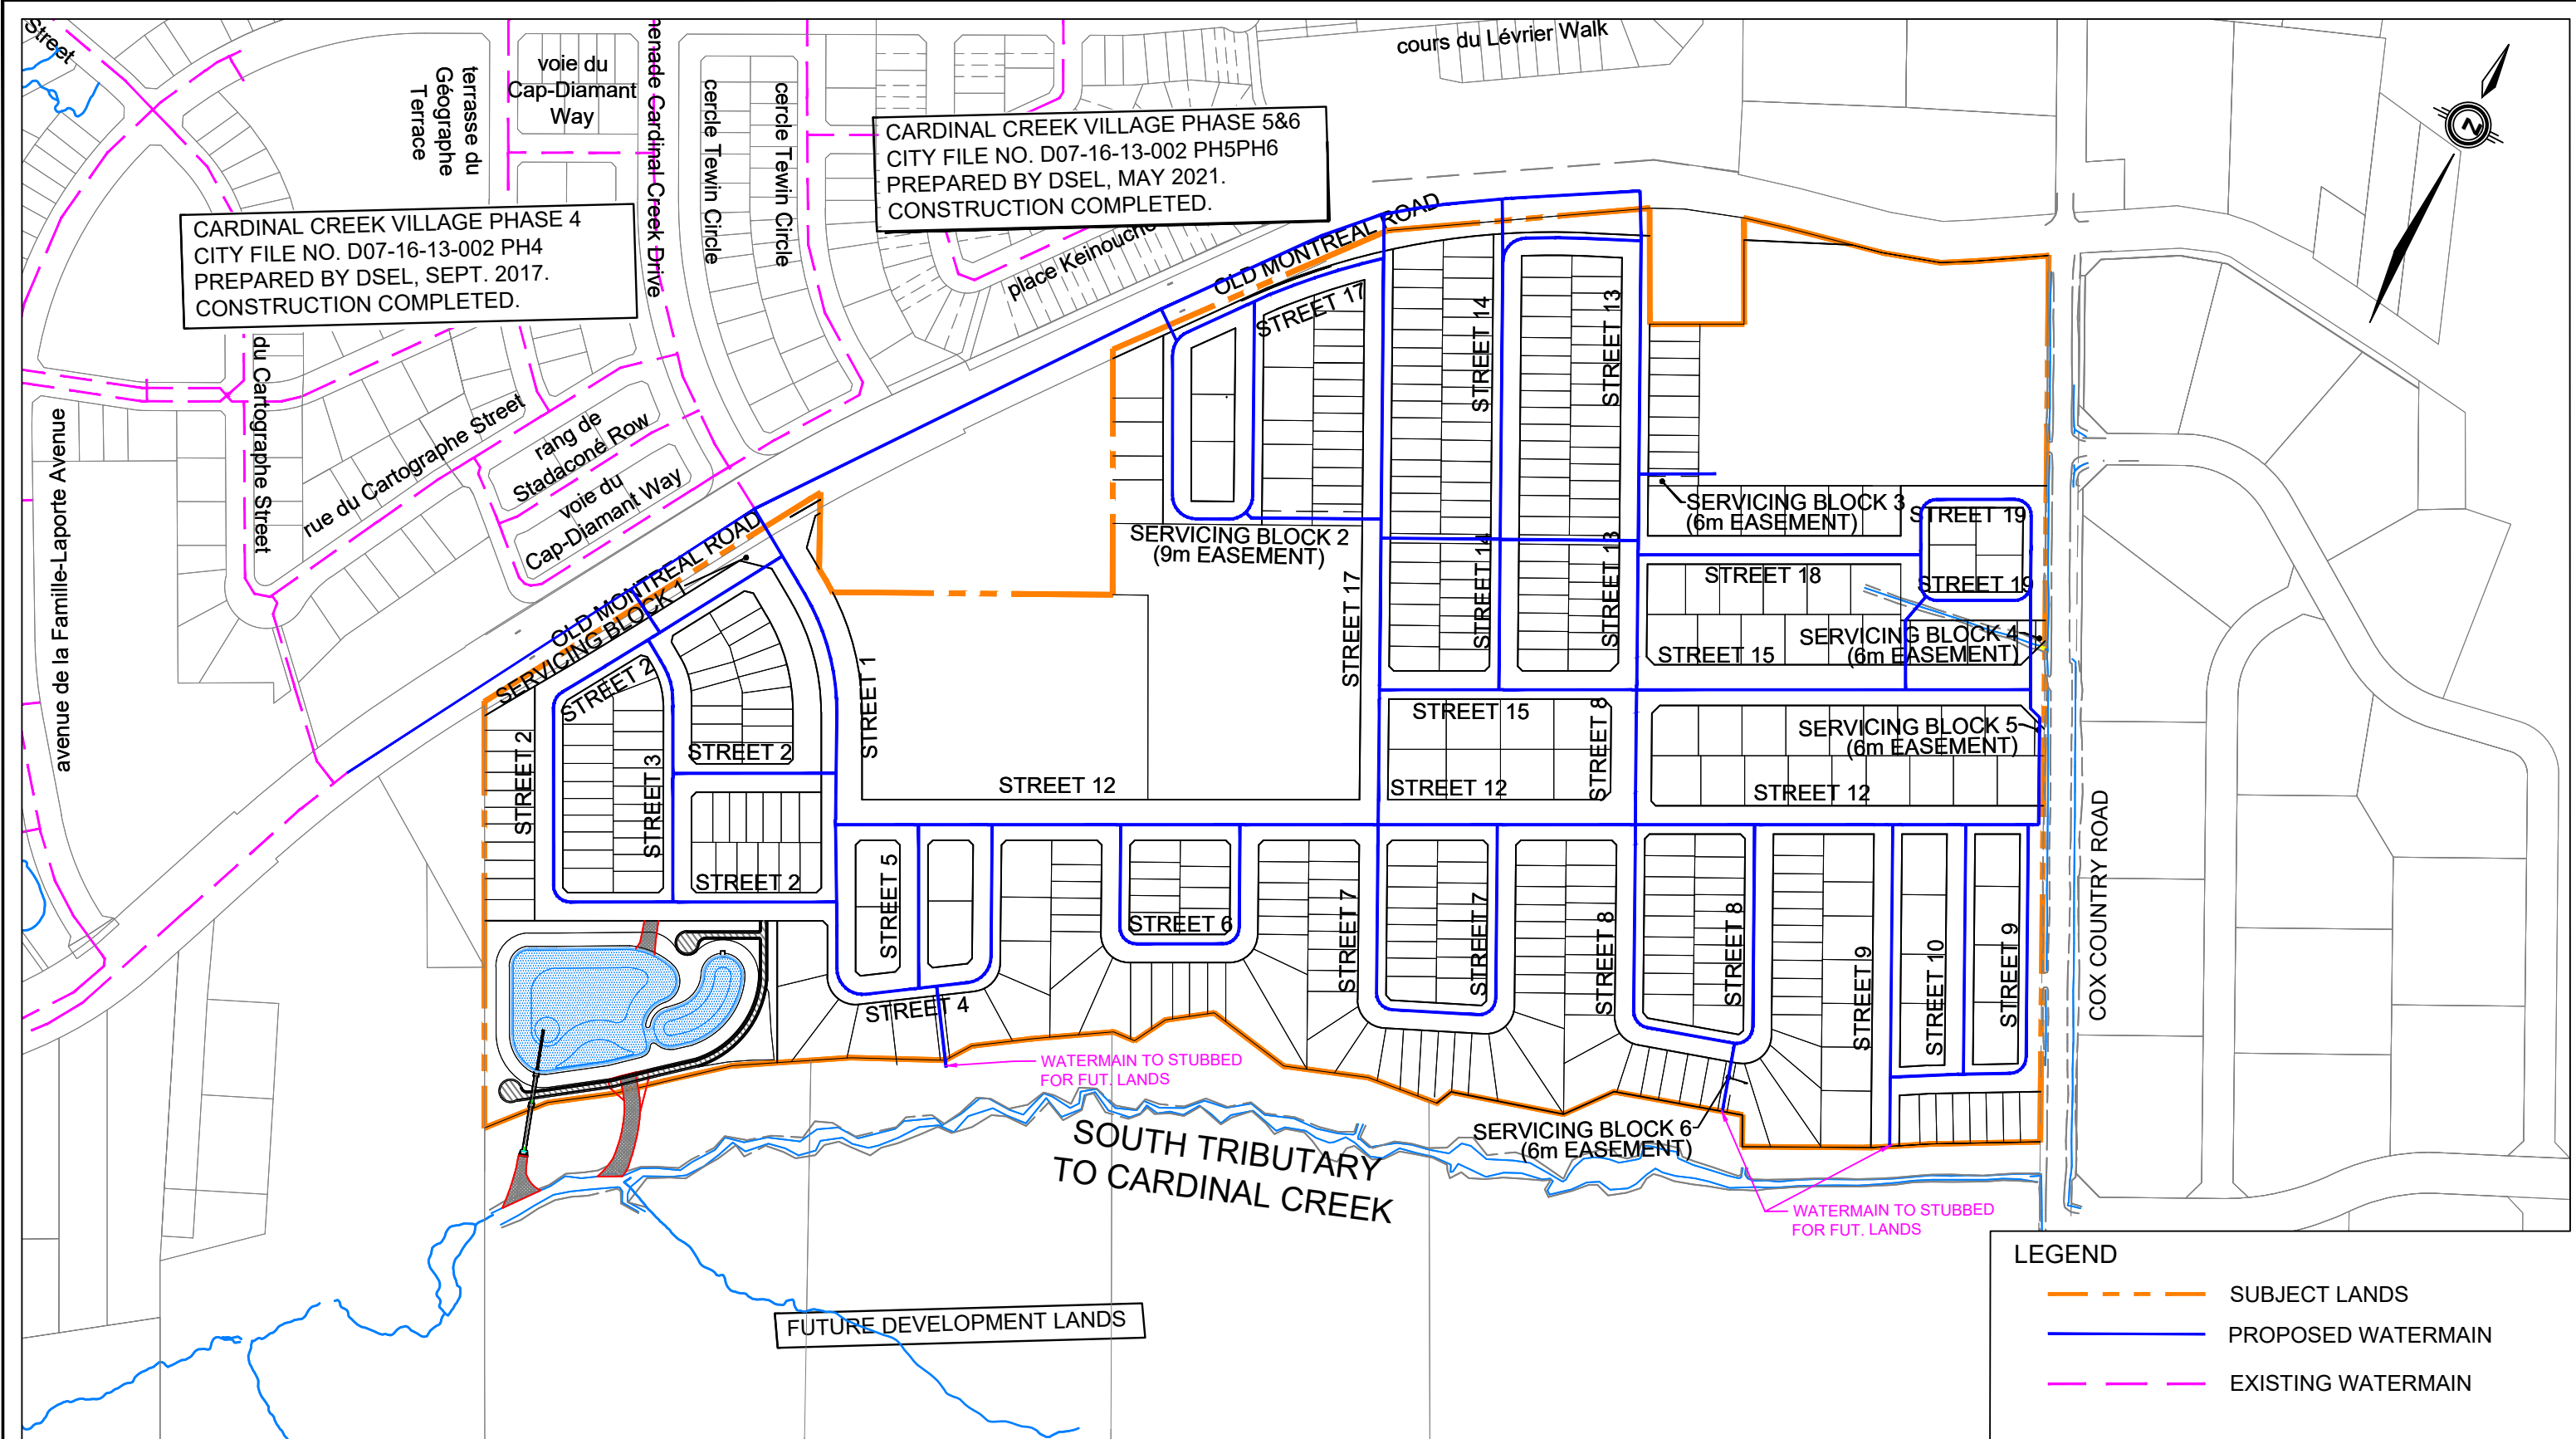 Street
terrasse du
Géographe
Terrace
voie du
Cap-Diamant
Way
enade Cardinal Creek Drive
cercle Tewin Circle
cercle Tewin Circle
cours du Lévrier Walk
CARDINAL CREEK VILLAGE PHASE 5&6
CITY FILE NO. D07-16-13-002 PH5PH6
PREPARED BY DSEL, MAY 2021.
CONSTRUCTION COMPLETED.
CARDINAL CREEK VILLAGE PHASE 4
CITY FILE NO. D07-16-13-002 PH4
PREPARED BY DSEL, SEPT. 2017.
CONSTRUCTION COMPLETED.
N
place Keinouche
OLD MONTREAL ROAD
STREET 17
STREET 14
STREET 13
avenue de la Famille-Laporte Avenue
du Cartographe Street
rue du Cartographe Street
rang de
Stadaconé Row
voie du
Cap-Diamant Way
OLD MONTREAL ROAD
SERVICING BLOCK 1
SERVICING BLOCK 2
(9m EASEMENT)
SERVICING BLOCK 3
(6m EASEMENT)
STREET 19
STREET 19
STREET 18
STREET 14
STREET 13
STREET 17
STREET 15
SERVICING BLOCK 4
(6m EASEMENT)
STREET 2
STREET 1
STREET 2
STREET 3
STREET 2
STREET 2
STREET 12
STREET 15
STREET 12
STREET 8
SERVICING BLOCK 5
(6m EASEMENT)
STREET 12
COX COUNTRY ROAD
STREET 5
STREET 4
STREET 6
STREET 7
STREET 7
STREET 8
STREET 8
STREET 9
STREET 10
STREET 9
WATERMAIN TO STUBBED
FOR FUT. LANDS
SOUTH TRIBUTARY
TO CARDINAL CREEK
SERVICING BLOCK 6
(6m EASEMENT)
WATERMAIN TO STUBBED
FOR FUT. LANDS
FUTURE DEVELOPMENT LANDS
LEGEND
SUBJECT LANDS
PROPOSED WATERMAIN
EXISTING WATERMAIN